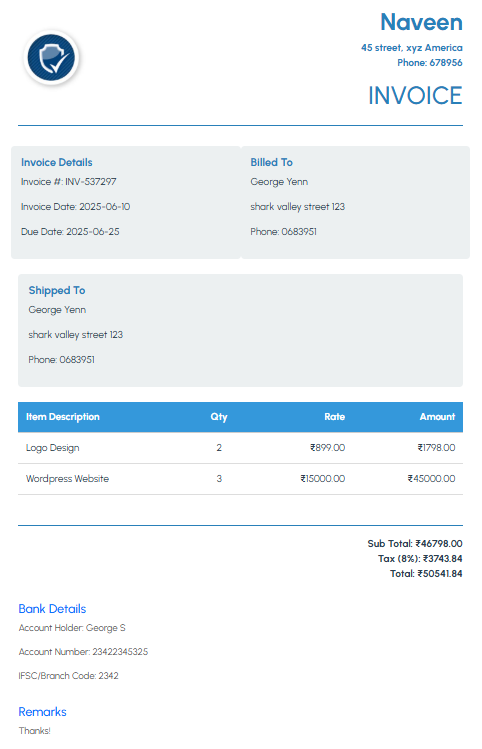 Naveen
45 street, xyz America
Phone: 678956
INVOICE
Invoice Details
Invoice #: INV-537297
Invoice Date: 2025-06-10
Due Date: 2025-06-25
Billed To
George Yenn
shark valley street 123
Phone: 0683951
Shipped To
George Yenn
shark valley street 123
Phone: 0683951
Item Description Qty Rate Amount
Logo Design 2 ₹899.00 ₹1798.00
Wordpress Website 3 ₹15000.00 ₹45000.00
Sub Total: ₹46798.00
Tax (8%): ₹3743.84
Total: ₹50541.84
Bank Details
Account Holder: George S
Account Number: 23422345325
IFSC/Branch Code: 2342
Remarks
Thanks!